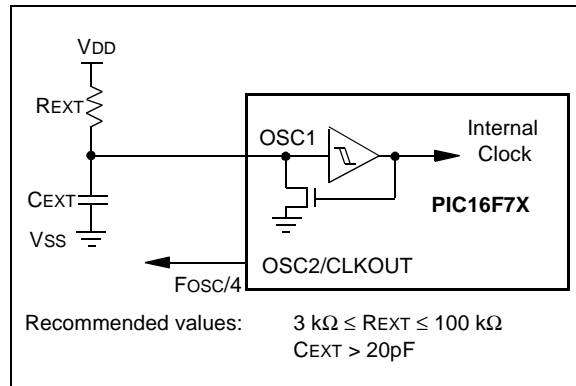 VDD
REXT
OSC1
Internal
Clock
CEXT
PIC16F7X
VSS
OSC2/CLKOUT
FOSC/4
Recommended values: 3 kΩ ≤ REXT ≤ 100 kΩ
CEXT > 20pF